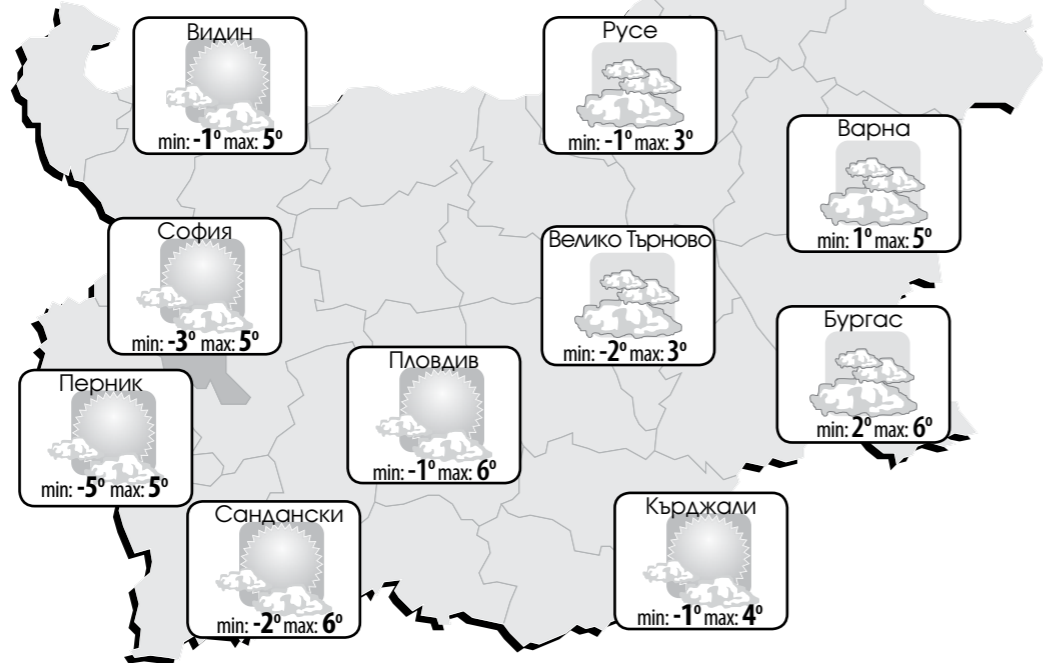 Видин
min: -1° max: 5°
Русе
min: -1° max: 3°
Варна
min: 1° max: 5°
София
min: -3° max: 5°
Велико Търново
min: -2° max: 3°
Бургас
min: 2° max: 6°
Пловдив
min: -1° max: 6°
Перник
min: -5° max: 5°
Сандански
min: -2° max: 6°
Кърджали
min: -1° max: 4°